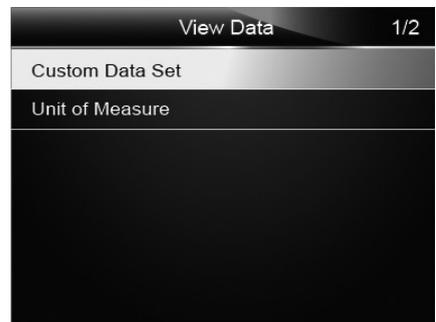 View Data 1/2
Custom Data Set
Unit of Measure